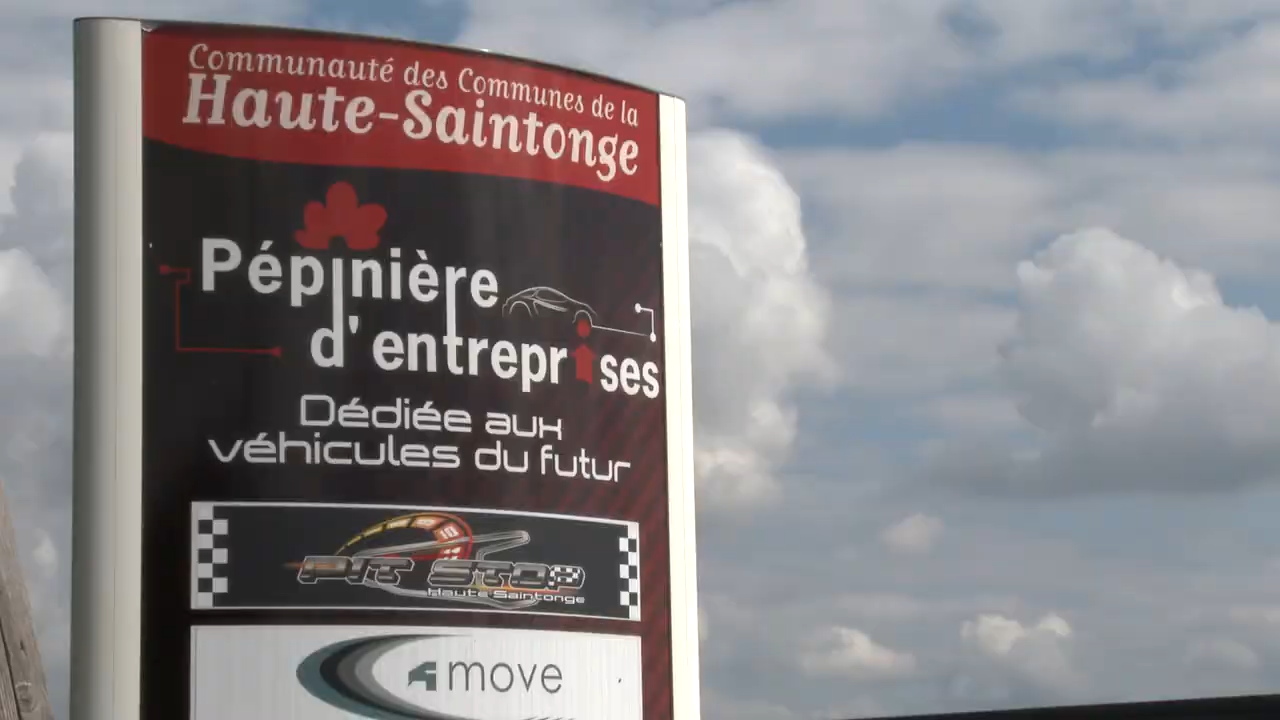 Communauté des Communes de la
Haute-Saintonge
Pépinière
d'entreprises
Dédiée aux
véhicules du futur
PIT STOP
Haute Saintonge
move